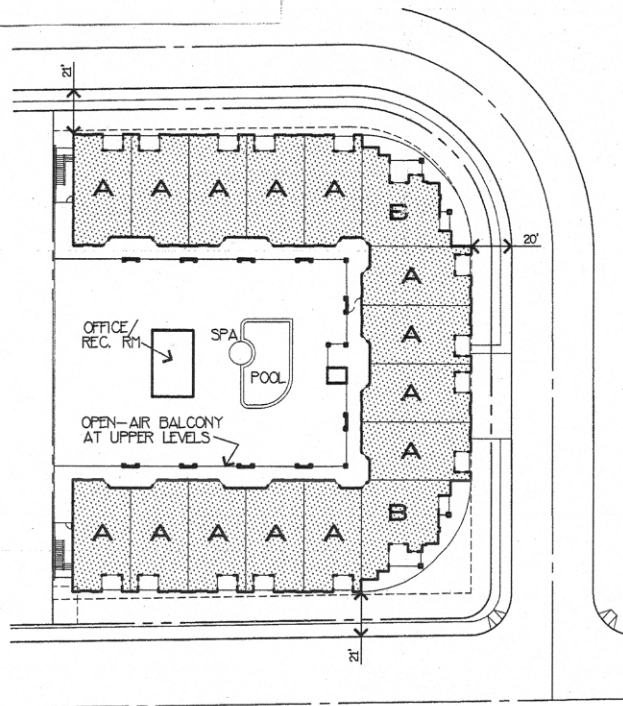 21'
A A A A A
E
20'
A
OFFICE/
REC. RM
SPA
A
POOL
A
OPEN-AIR BALCONY
AT UPPER LEVELS
A
B
A A A A A
21'